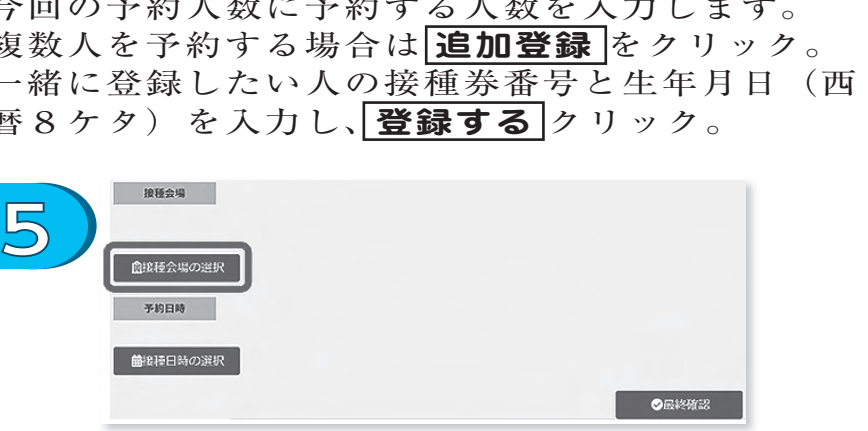 今回の予約人数に予約する人数を入力します。
複数人を予約する場合は追加登録をクリック。
一緒に登録したい人の接種券番号と生年月日（西
暦８ケタ）を入力し、登録するクリック。
5
接種会場
接種会場の選択
予約日時
接種日時の選択
最終確認